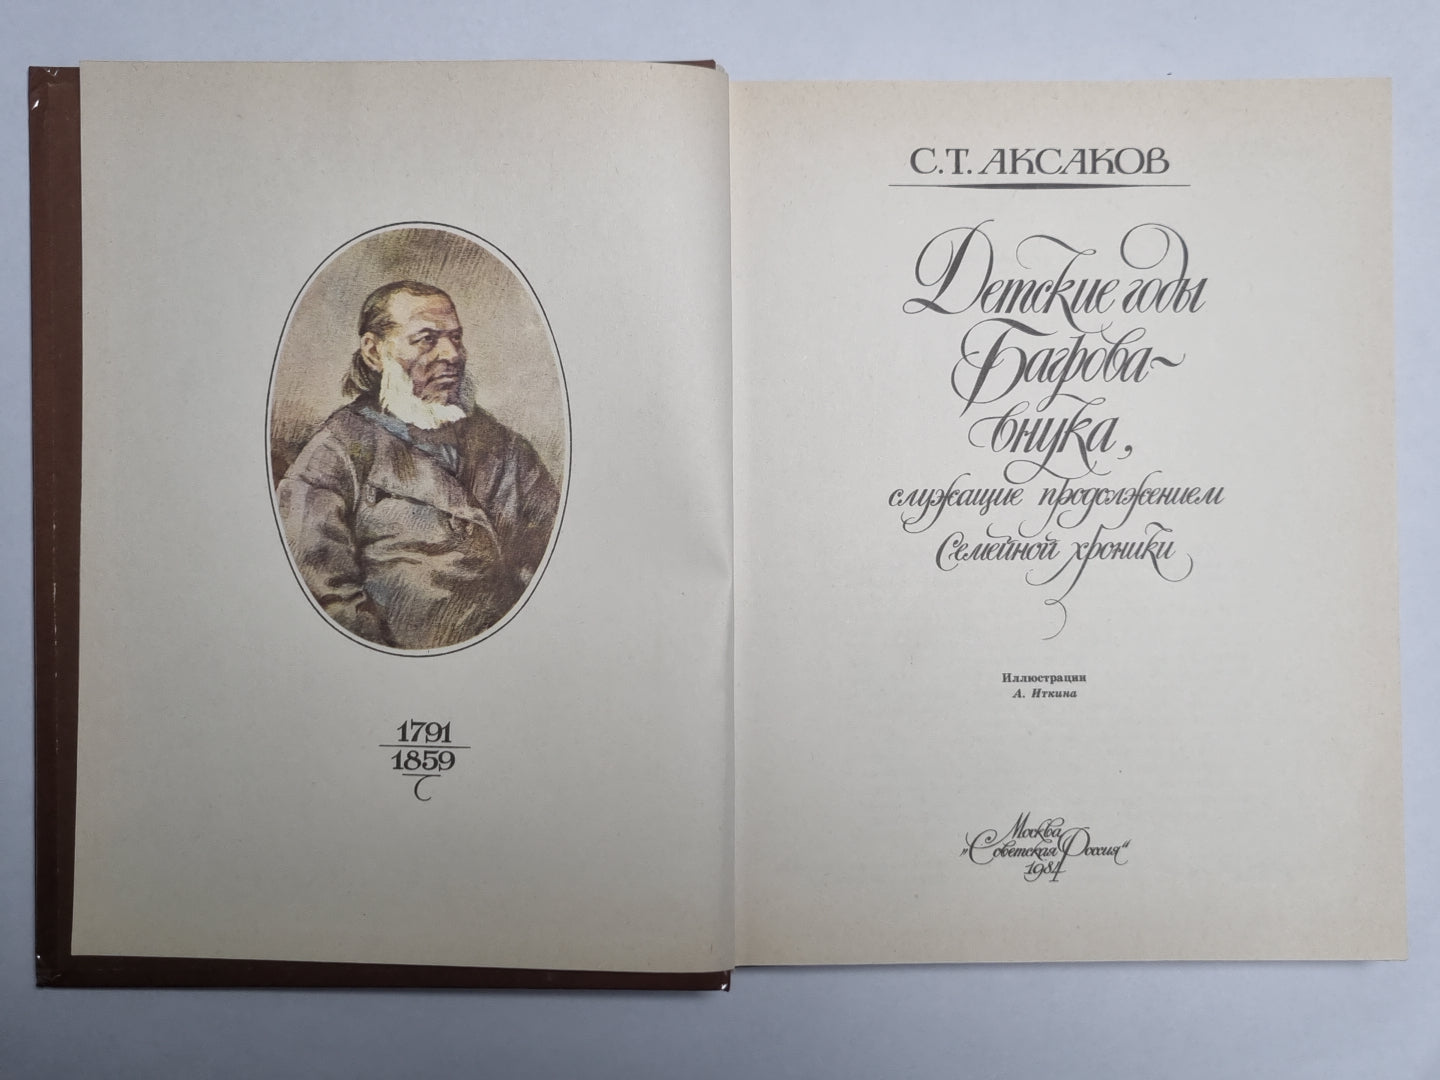 1791
1859
С.Т. АКСАКОВ
Детские годы
Багрова-
внука,
служащие продолжением
Семейной хроники
Иллюстрации
А. Иткина
Москва
„Советская Россия“
1984